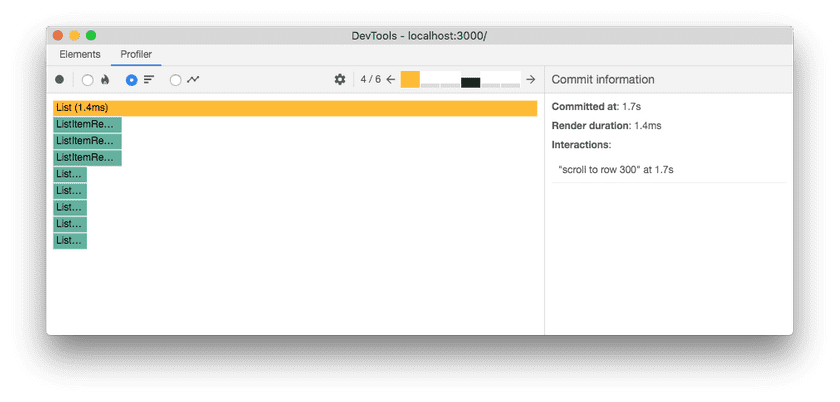 DevTools - localhost:3000/
Elements Profiler
4 / 6
Commit information
List (1.4ms)
ListItemRe...
ListItemRe...
ListItemRe...
List...
List...
List...
List...
List...
Committed at: 1.7s
Render duration: 1.4ms
Interactions:
"scroll to row 300" at 1.7s